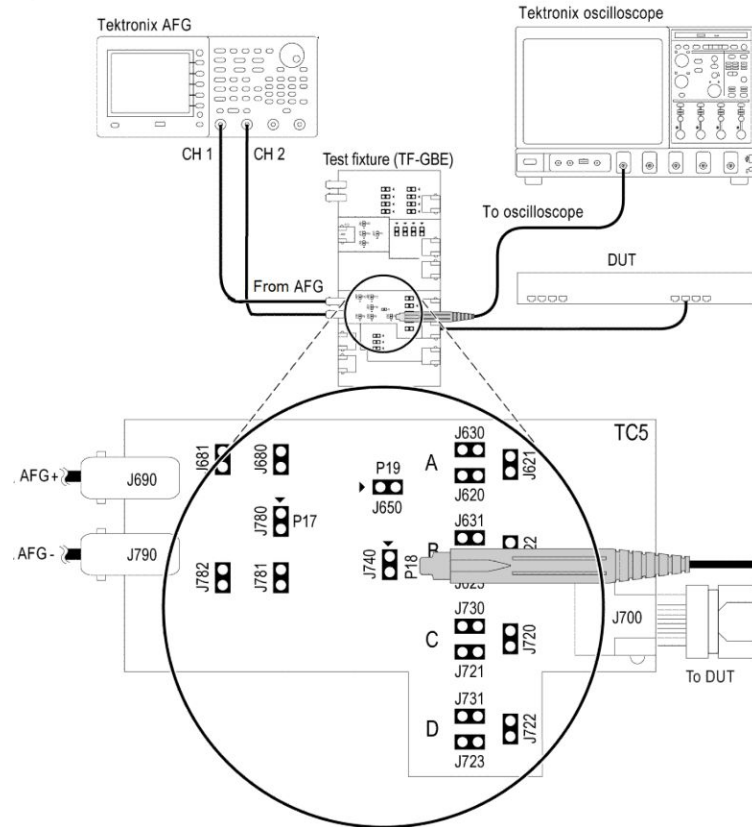 Tektronix AFG
Tektronix oscilloscope
CH 1
CH 2
Test fixture (TF-GBE)
To oscilloscope
DUT
From AFG
TC5
J681
J680
P19
J650
A
J630
J620
J621
AFG+
J690
J780
P17
J631
B
AFG-
J790
J782
J781
J740
P18
J730
C
J720
J721
J700
To DUT
J731
D
J722
J723